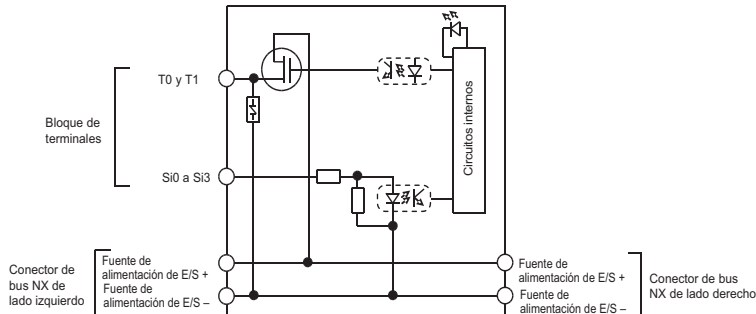 T0 y T1
Bloque de
terminales
Si0 a Si3
Circuitos internos
Conector de
bus NX de
lado izquierdo
Fuente de
alimentación de E/S +
Fuente de
alimentación de E/S –
Fuente de
alimentación de E/S +
Fuente de
alimentación de E/S –
Conector de bus
NX de lado derecho